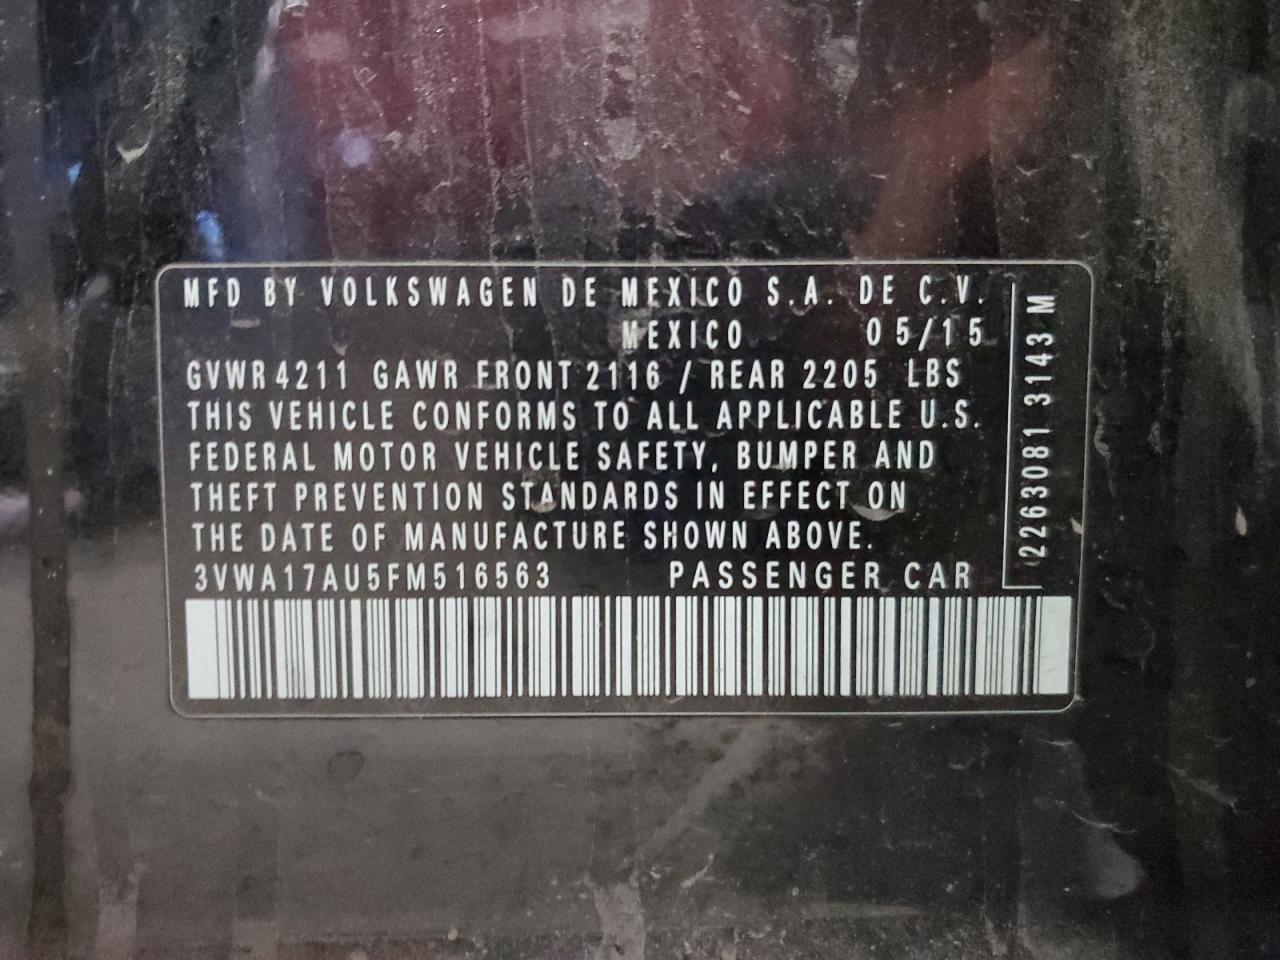 MFD BY VOLKSWAGEN DE MEXICO S.A. DE C.V.
MEXICO 05/15
GVWR 4211 GAWR FRONT 2116 / REAR 2205 LBS
THIS VEHICLE CONFORMS TO ALL APPLICABLE U.S.
FEDERAL MOTOR VEHICLE SAFETY, BUMPER AND
THEFT PREVENTION STANDARDS IN EFFECT ON
THE DATE OF MANUFACTURE SHOWN ABOVE.
3VWA17AU5FM516563 PASSENGER CAR
2263081 3143 M